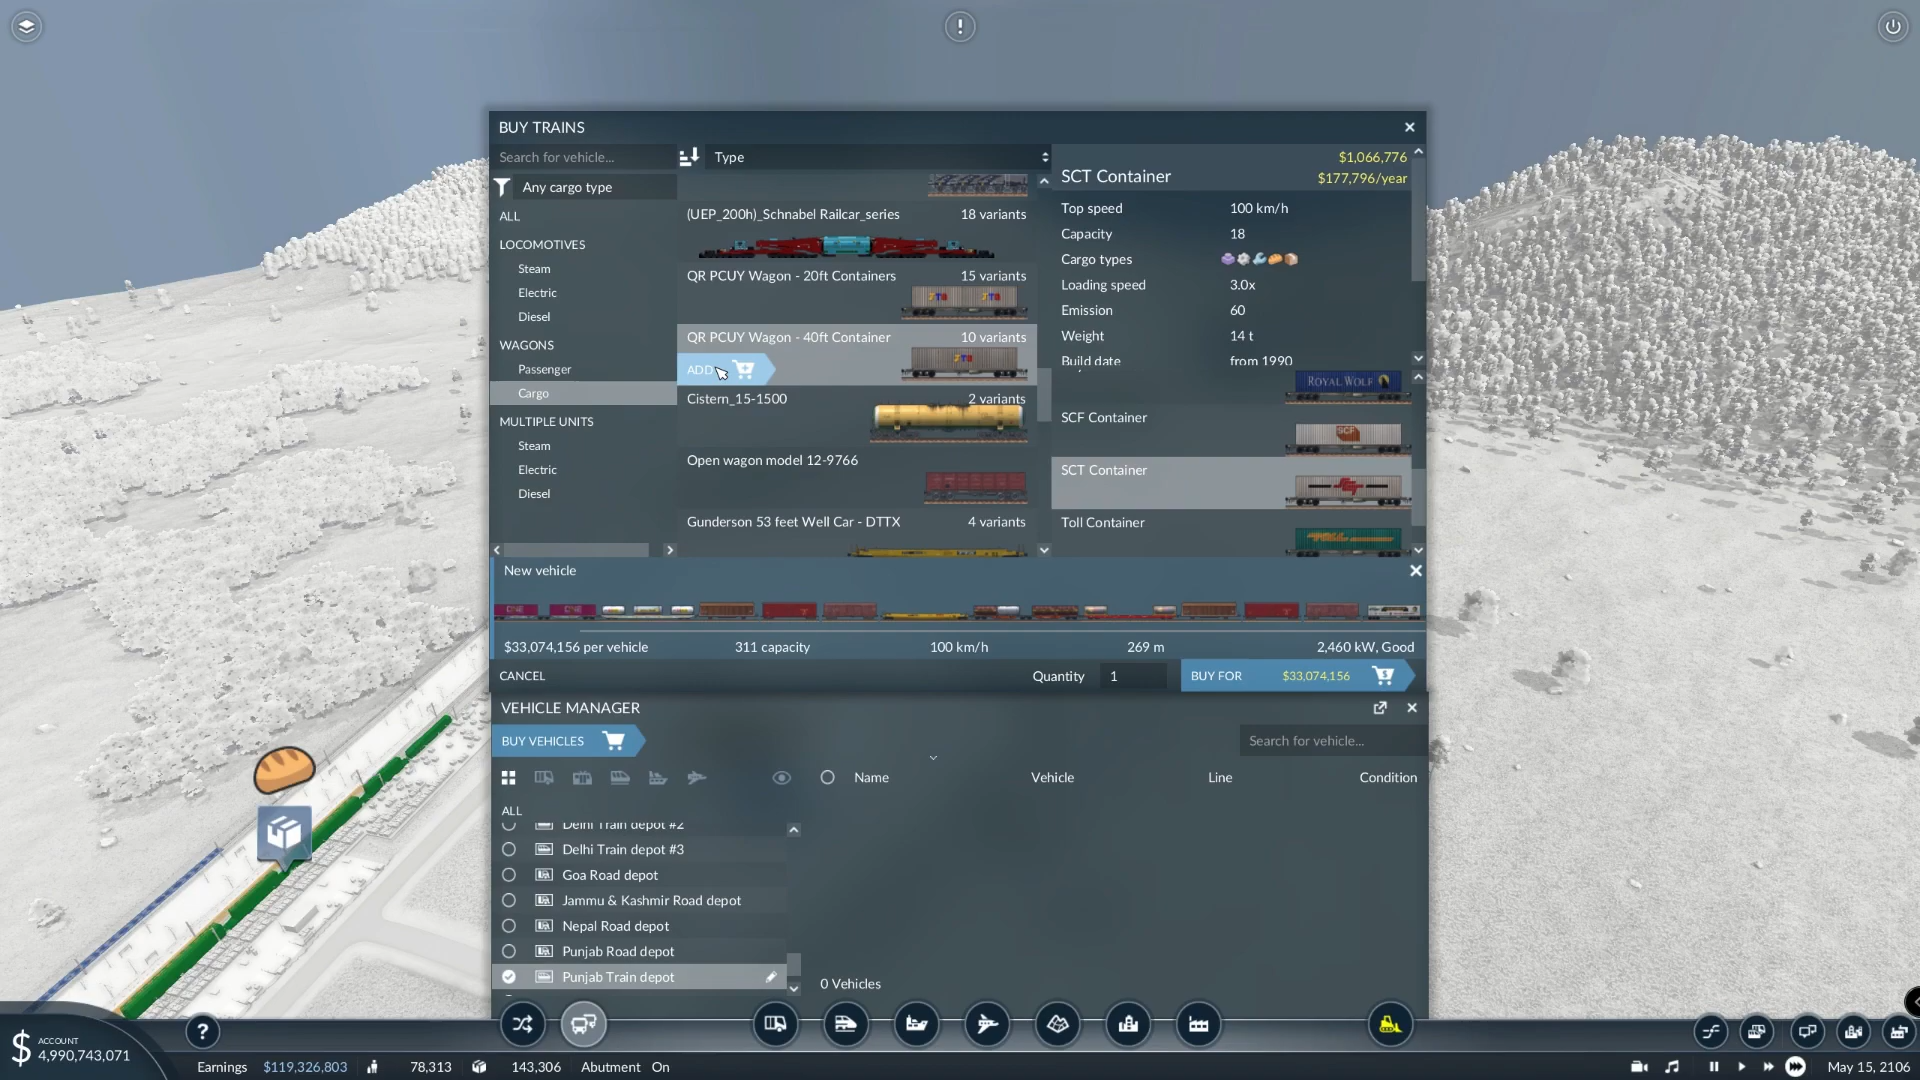 BUY TRAINS
Search for vehicle...
Type
Any cargo type
ALL
LOCOMOTIVES
Steam
Electric
Diesel
WAGONS
Passenger
Cargo
MULTIPLE UNITS
Steam
Electric
Diesel
(UEP_200h)_Schnabel Railcar_series 18 variants
QR PCUY Wagon - 20ft Containers 15 variants
QR PCUY Wagon - 40ft Container 10 variants
ADD
Cistern_15-1500 2 variants
Open wagon model 12-9766
Gunderson 53 feet Well Car - DTTX 4 variants
$1,066,776
SCT Container
$177,796/year
Top speed 100 km/h
Capacity 18
Cargo types
Loading speed 3.0x
Emission 60
Weight 14 t
Build date from 1990
ROYAL WOLF
SCF Container
SCF
SCT Container
Toll Container
New vehicle
$33,074,156 per vehicle 311 capacity 100 km/h 269 m 2,460 kW, Good
CANCEL
Quantity 1
BUY FOR $33,074,156
VEHICLE MANAGER
BUY VEHICLES
Search for vehicle...
Name Vehicle Line Condition
ALL
Delhi Train depot #2
Delhi Train depot #3
Goa Road depot
Jammu & Kashmir Road depot
Nepal Road depot
Punjab Road depot
Punjab Train depot
0 Vehicles
$ ACCOUNT
4,990,743,071
?
Earnings $119,326,803 78,313 143,306 Abutment On
May 15, 2106